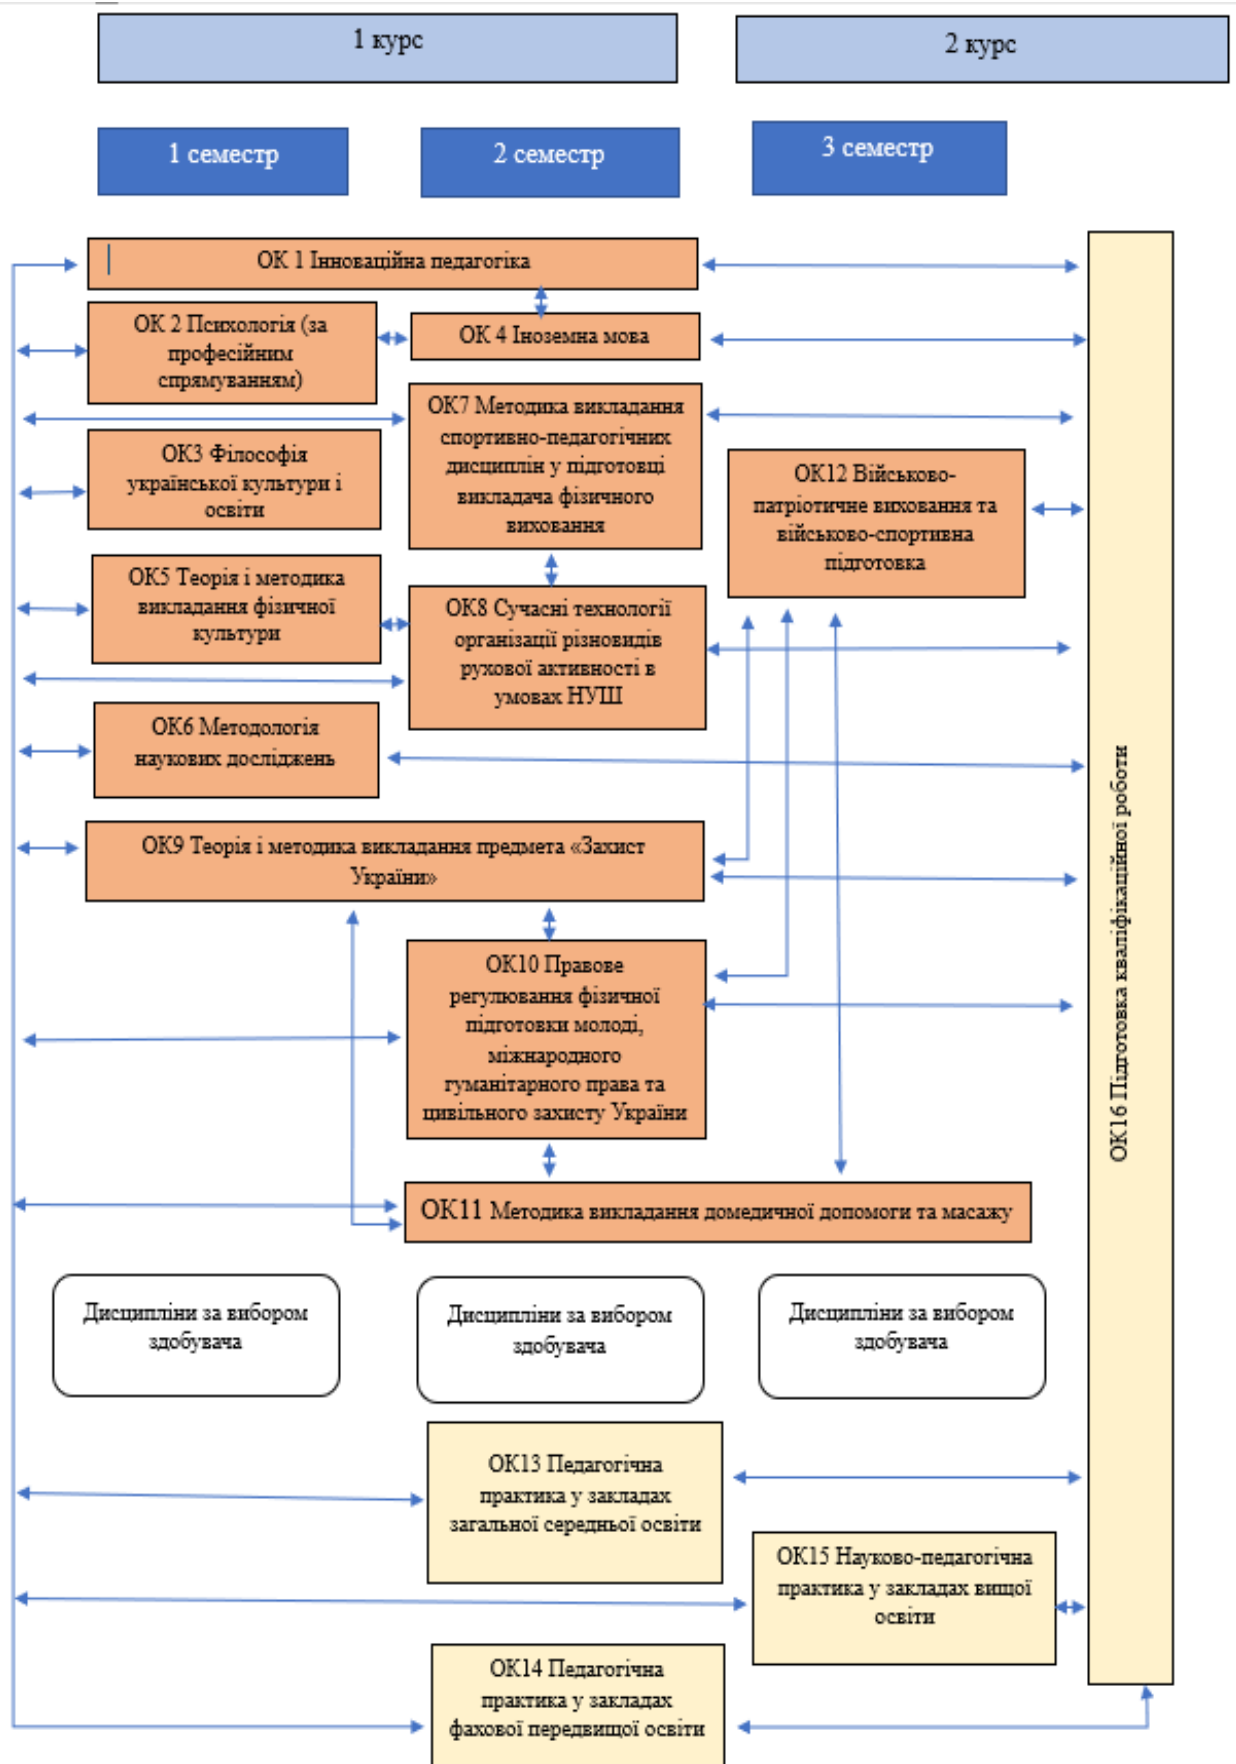 1 курс
2 курс
1 семестр
2 семестр
3 семестр
ОК 1 Інноваційна педагогіка
ОК 2 Психологія (за
професійним
спрямуванням)
ОК 4 Іноземна мова
ОК7 Методика викладання
спортивно-педагогічних
дисциплін у підготовці
викладача фізичного
виховання
ОК3 Філософія
української культури і
освіти
ОК12 Військово-
патріотичне виховання та
військово-спортивна
підготовка
ОК5 Теорія і методика
викладання фізичної
культури
ОК8 Сучасні технології
організації різновидів
рухової активності в
умовах НУШ
ОК6 Методологія
наукових досліджень
ОК9 Теорія і методика викладання предмета «Захист
України»
ОК10 Правове
регулювання фізичної
підготовки молоді,
міжнародного
гуманітарного права та
цивільного захисту України
ОК11 Методика викладання домедичної допомоги та масажу
ОК16 Підготовка кваліфікаційної роботи
Дисципліни за вибором
здобувача
Дисципліни за вибором
здобувача
Дисципліни за вибором
здобувача
ОК13 Педагогічна
практика у закладах
загальної середньої освіти
ОК15 Науково-педагогічна
практика у закладах вищої
освіти
ОК14 Педагогічна
практика у закладах
фахової передвищої освіти